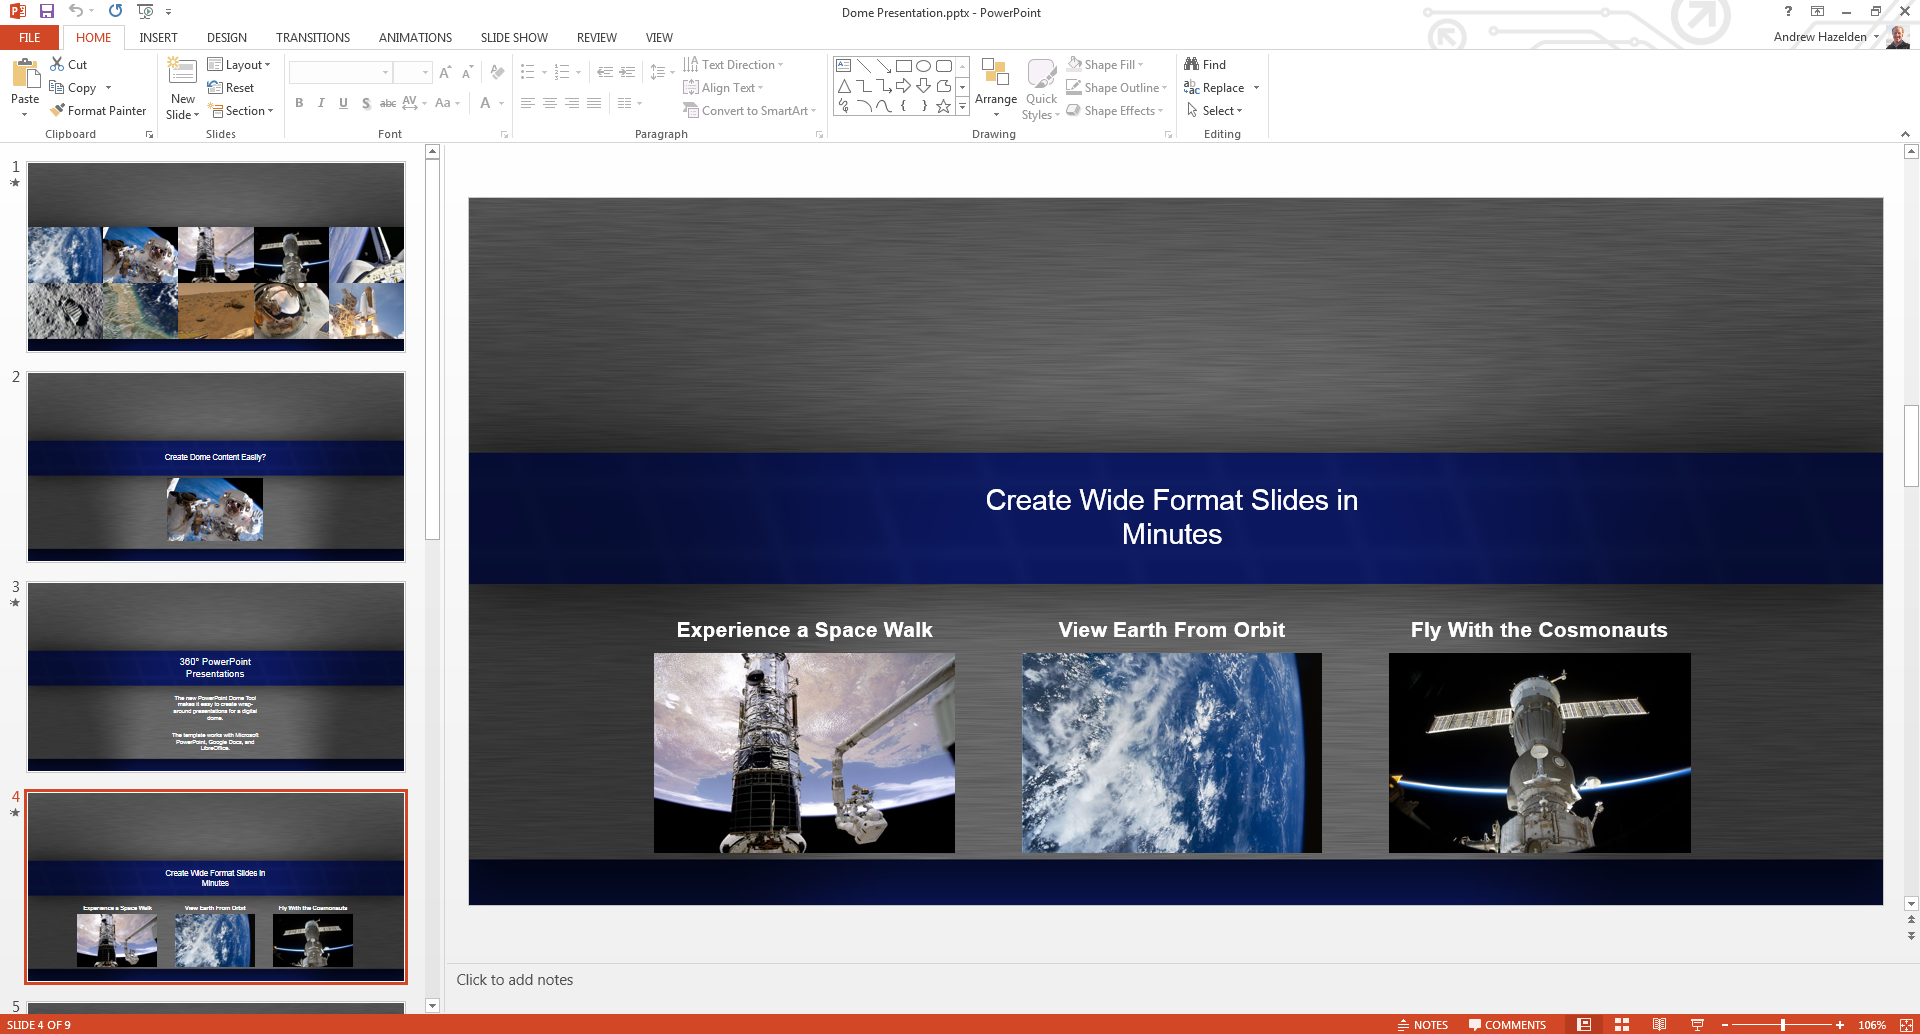 Dome Presentation.pptx - PowerPoint
FILE
HOME
INSERT
DESIGN
TRANSITIONS
ANIMATIONS
SLIDE SHOW
REVIEW
VIEW
Andrew Hazelden
Paste
Cut
Copy
Format Painter
Clipboard
New
Slide
Layout
Reset
Section
Slides
Font
Text Direction
Align Text
Convert to SmartArt
Paragraph
Arrange
Quick
Styles
Shape Fill
Shape Outline
Shape Effects
Drawing
Find
Replace
Select
Editing
1
2
Create Dome Content Easily?
3
360° PowerPoint
Presentations
The new PowerPoint Dome Tool
makes it easy to create wrap-
around presentations for a digital
dome.
The template works with Microsoft
PowerPoint, Google Docs, and
LibreOffice.
4
Create Wide Format Slides in
Minutes
Experience a Space Walk
View Earth From Orbit
Fly With the Cosmonauts
5
Create Wide Format Slides in
Minutes
Experience a Space Walk
View Earth From Orbit
Fly With the Cosmonauts
Click to add notes
SLIDE 4 OF 9
NOTES
COMMENTS
106%